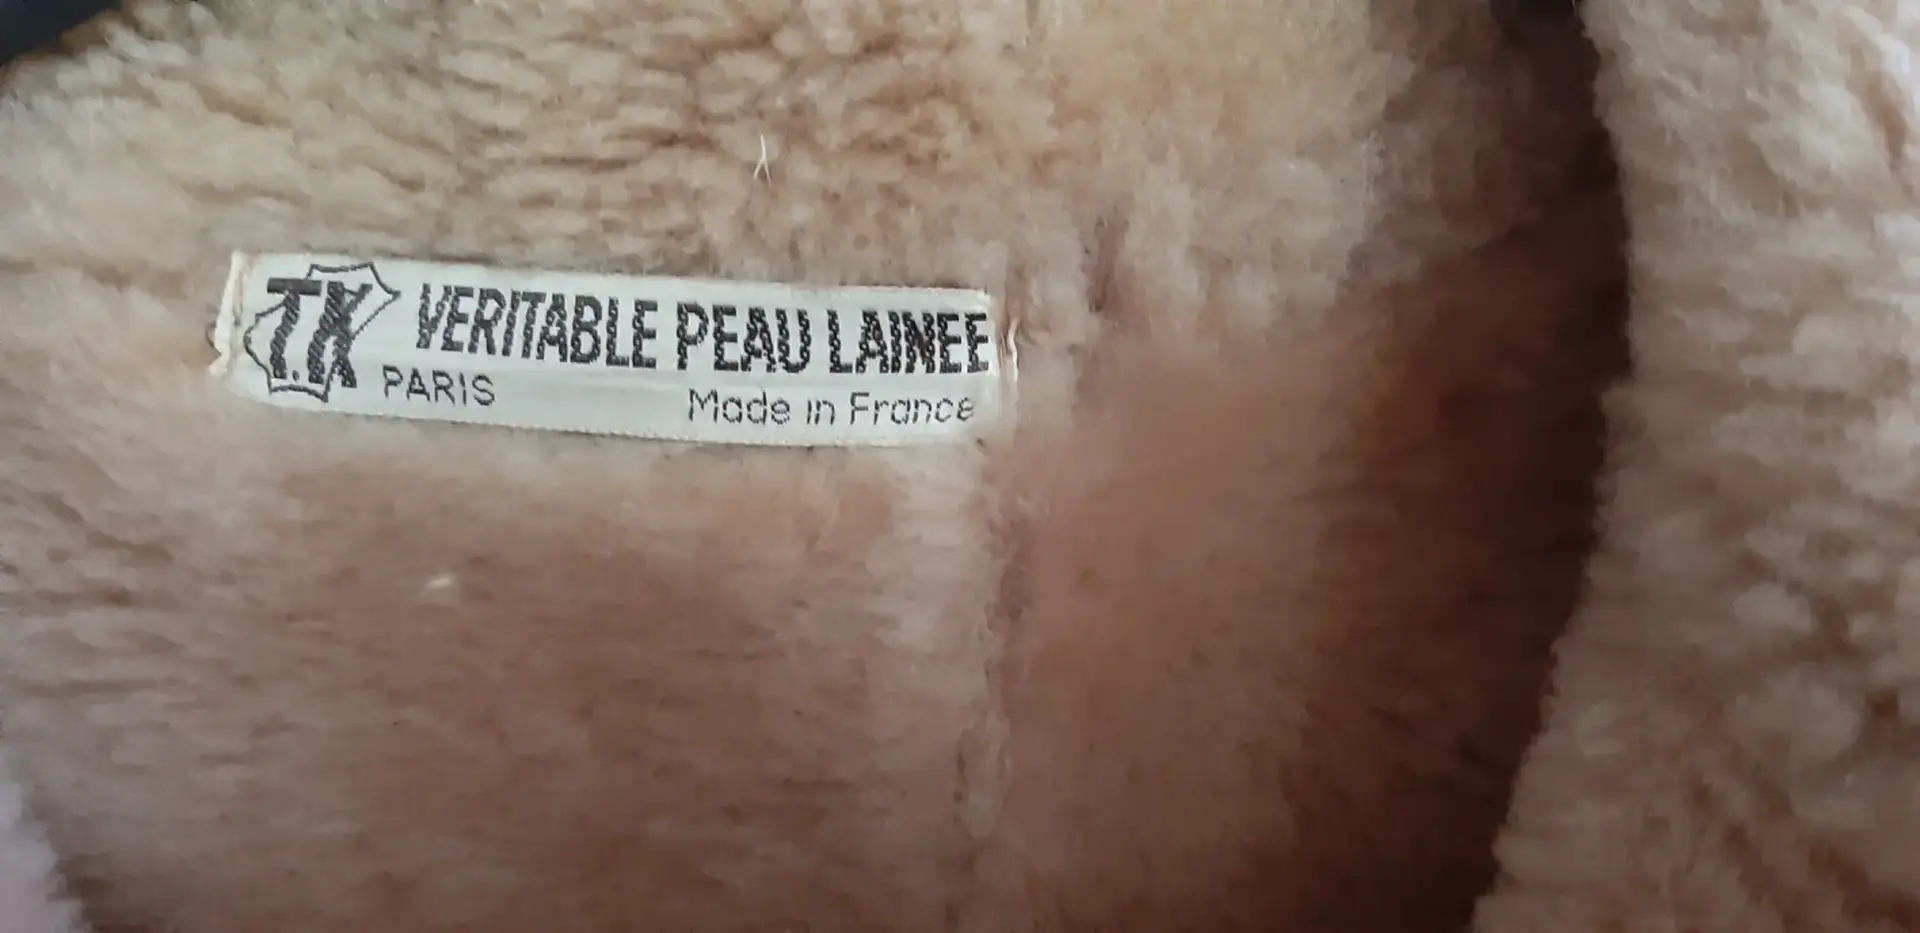 T.K VERITABLE PEAU LAINEE
PARIS Made in France